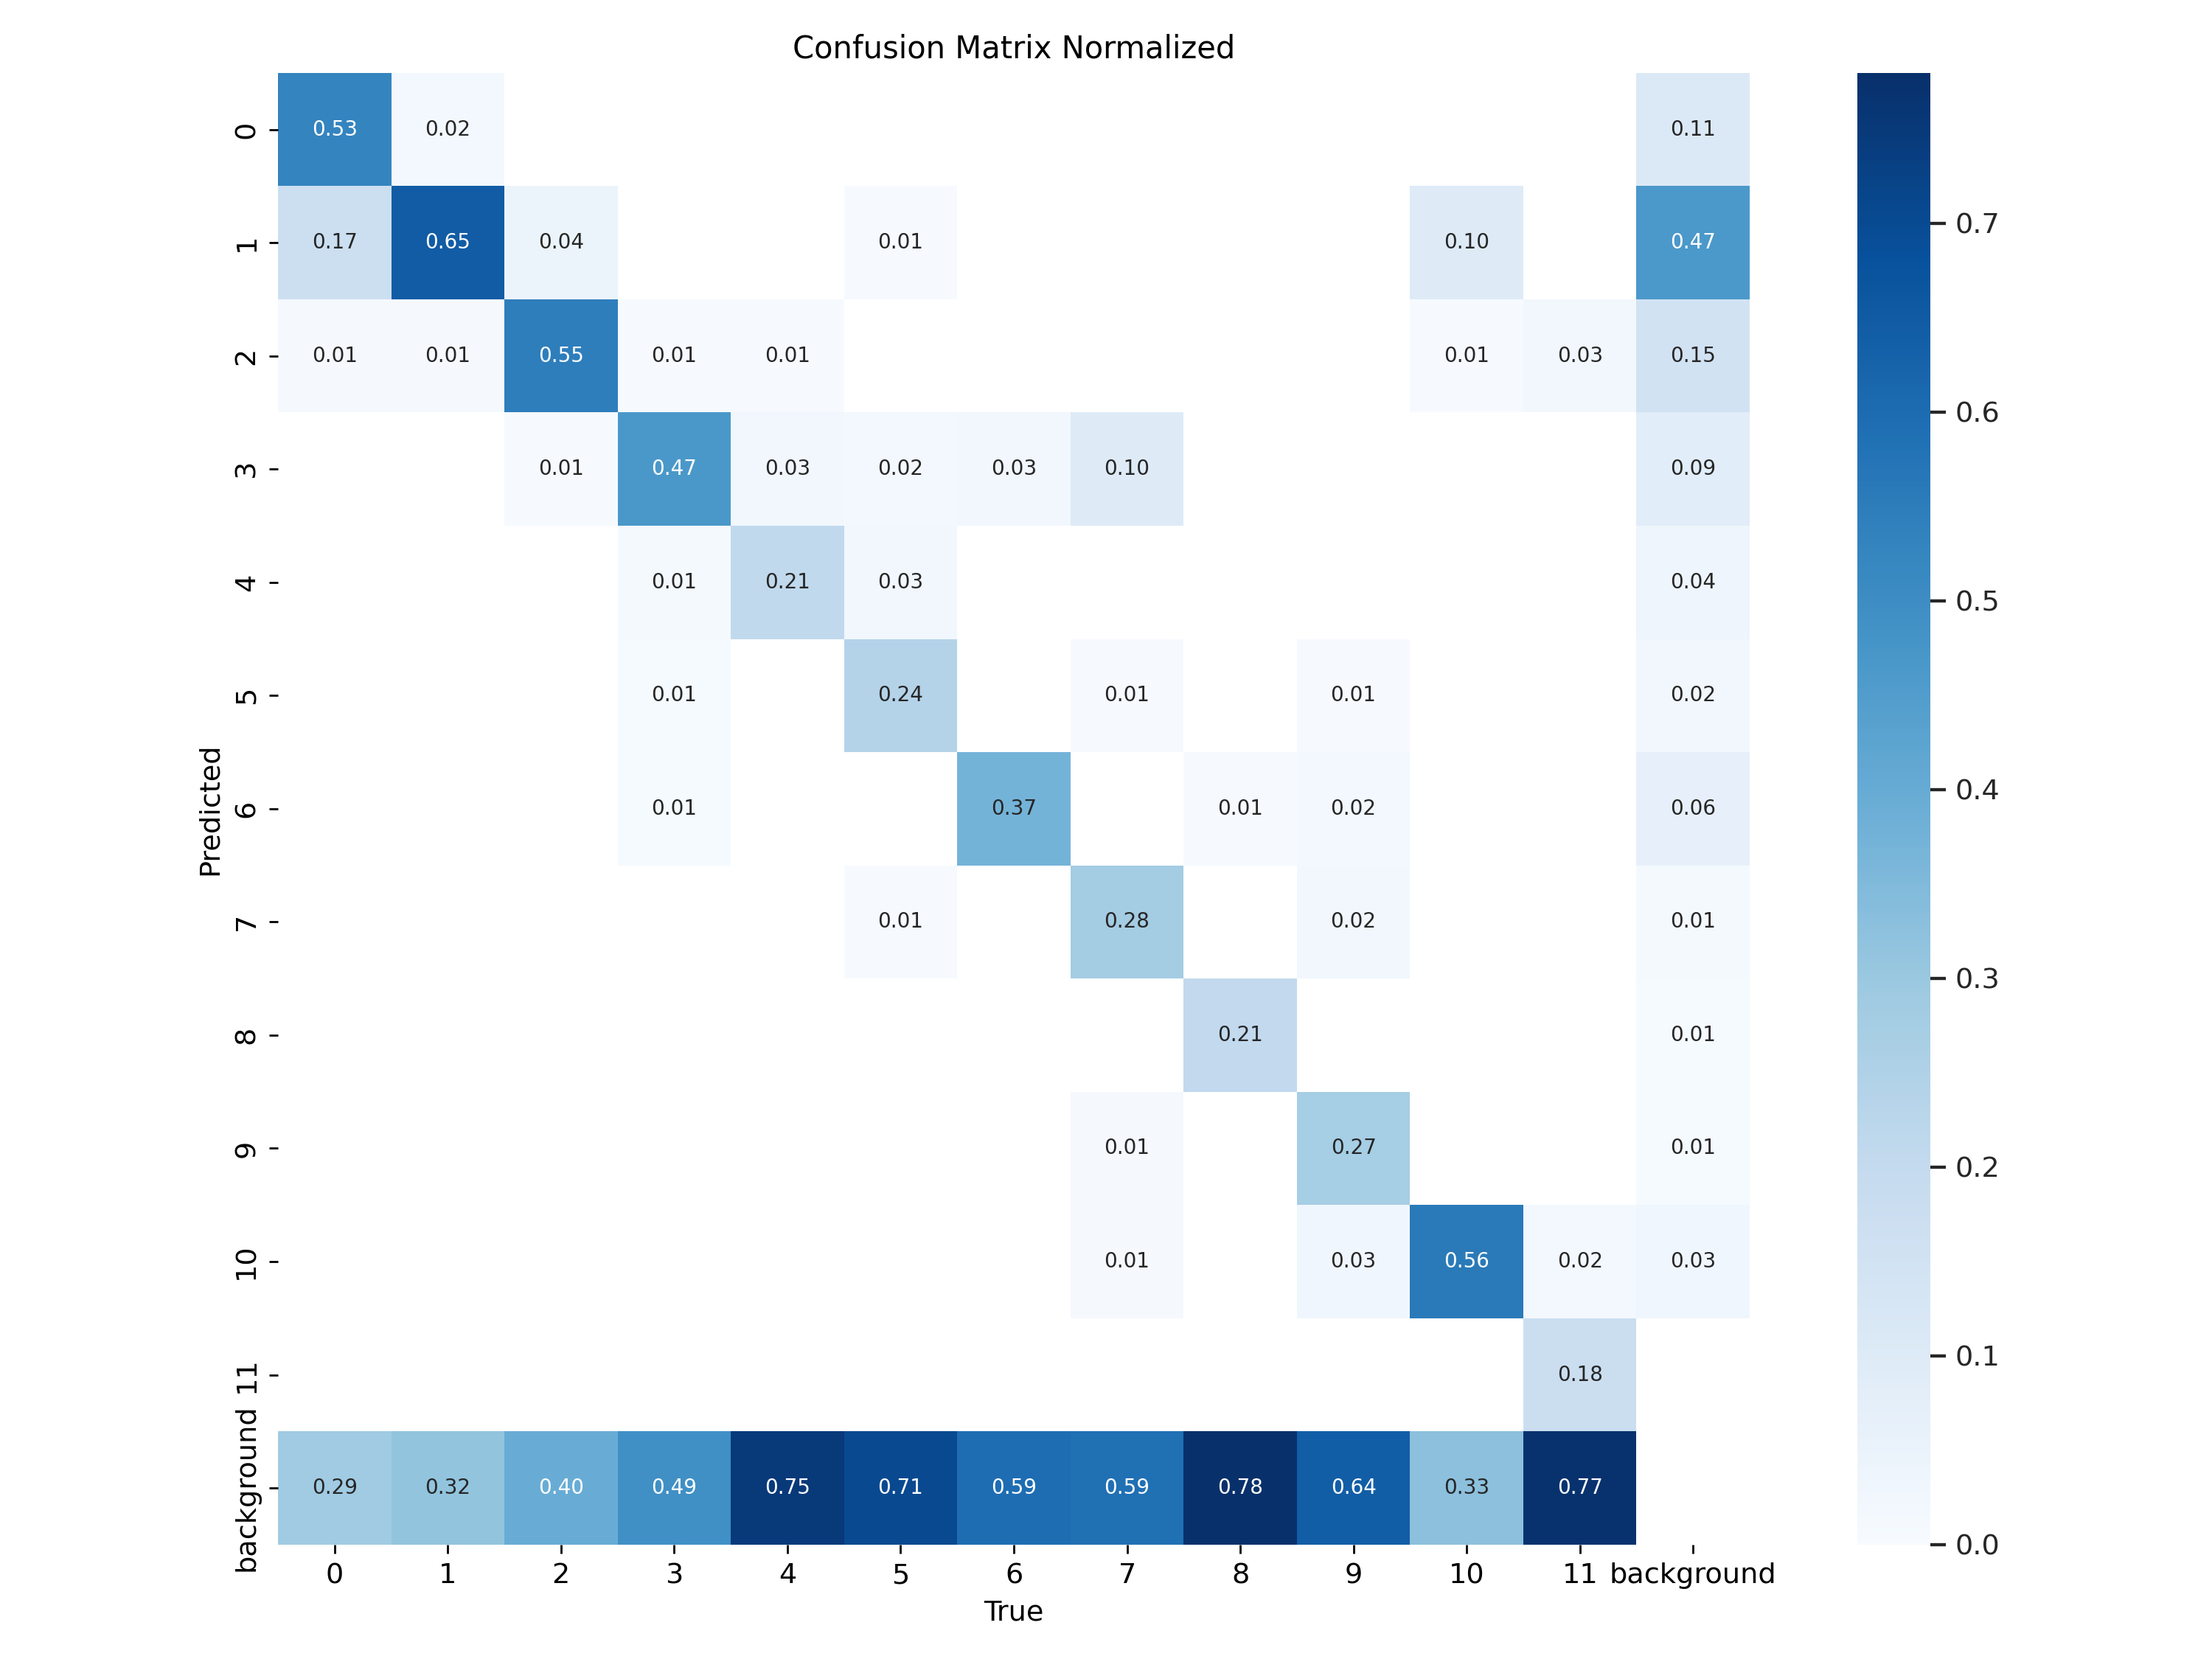 Confusion Matrix Normalized
0 0.53 0.02 0.11
1 0.17 0.65 0.04 0.01 0.10 0.47
2 0.01 0.01 0.55 0.01 0.01 0.01 0.03 0.15
3 0.01 0.47 0.03 0.02 0.03 0.10 0.09
4 0.01 0.21 0.03 0.04
5 0.01 0.24 0.01 0.01 0.02
6 0.01 0.37 0.01 0.02 0.06
7 0.01 0.28 0.02 0.01
8 0.21 0.01
9 0.01 0.27 0.01
10 0.01 0.03 0.56 0.02 0.03
11 0.18
background 0.29 0.32 0.40 0.49 0.75 0.71 0.59 0.59 0.78 0.64 0.33 0.77
0 1 2 3 4 5 6 7 8 9 10 11 background
True
Predicted
0.7
0.6
0.5
0.4
0.3
0.2
0.1
0.0